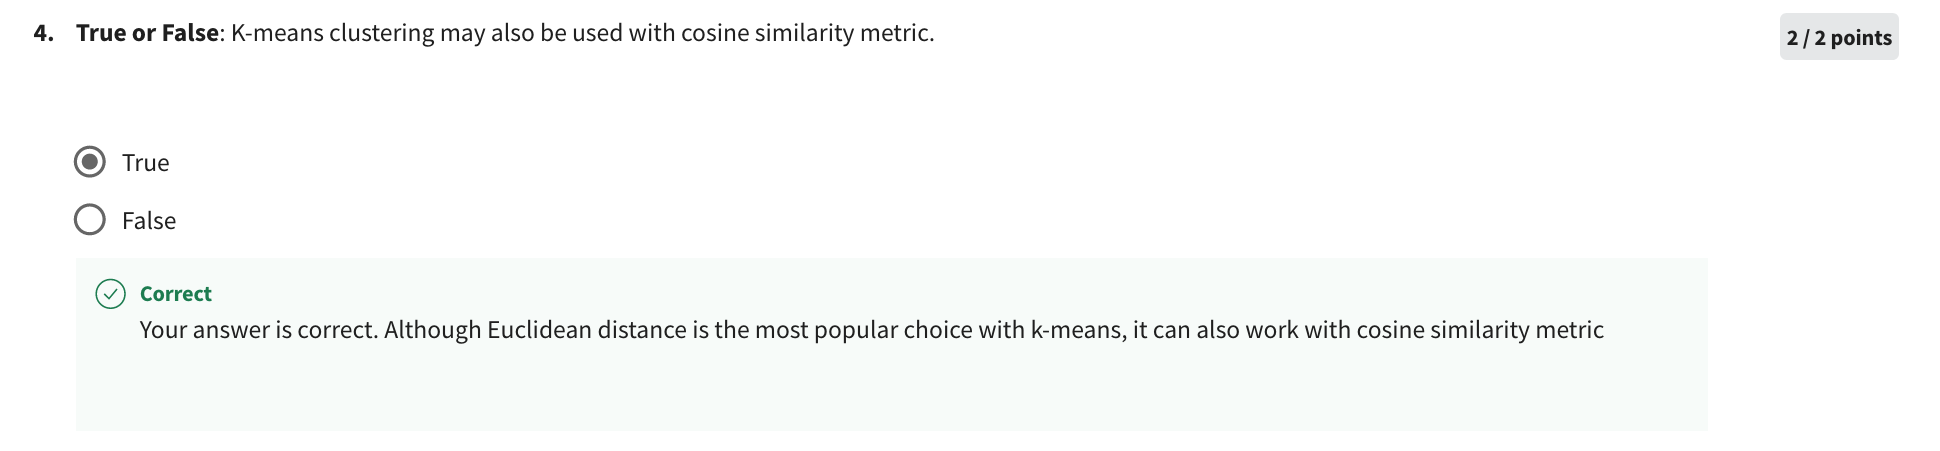 4. True or False: K-means clustering may also be used with cosine similarity metric.
2 / 2 points
True
False
Correct
Your answer is correct. Although Euclidean distance is the most popular choice with k-means, it can also work with cosine similarity metric